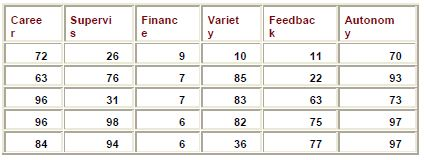 Caree Supervi Financ Variet Feedbac Autonom
r s e y k y
72 26 9 10 11 70
63 76 7 85 22 93
96 31 7 83 63 73
96 98 6 82 75 97
84 94 6 36 77 97